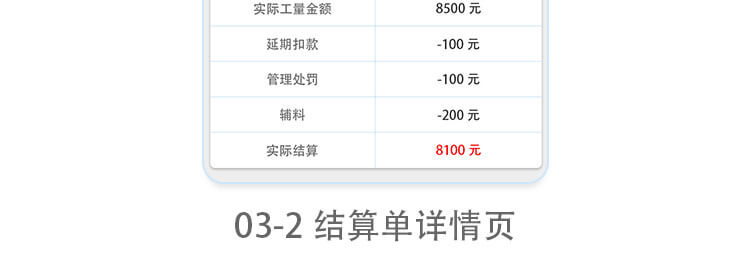 实际工量金额 8500 元
延期扣款 -100 元
管理处罚 -100 元
辅料 -200 元
实际结算 8100 元
03-2 结算单详情页